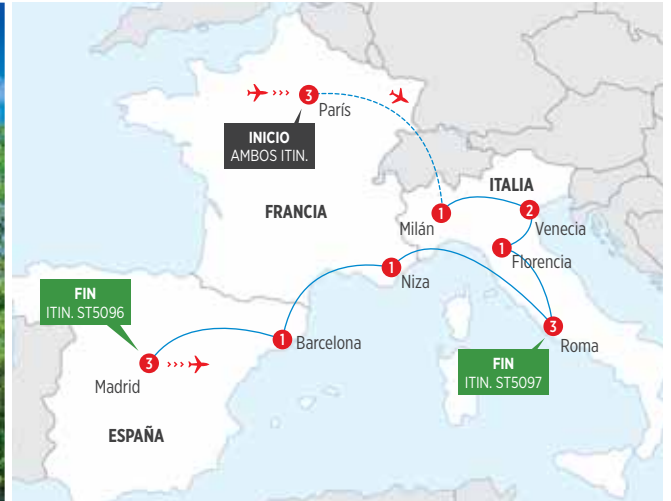 3
París
INICIO
AMBOS ITIN.
FRANCIA
ITALIA
1
Milán
2
Venecia
1
Florencia
1
Niza
FIN
ITIN. ST5096
1
Barcelona
3
Roma
3
Madrid
FIN
ITIN. ST5097
ESPAÑA